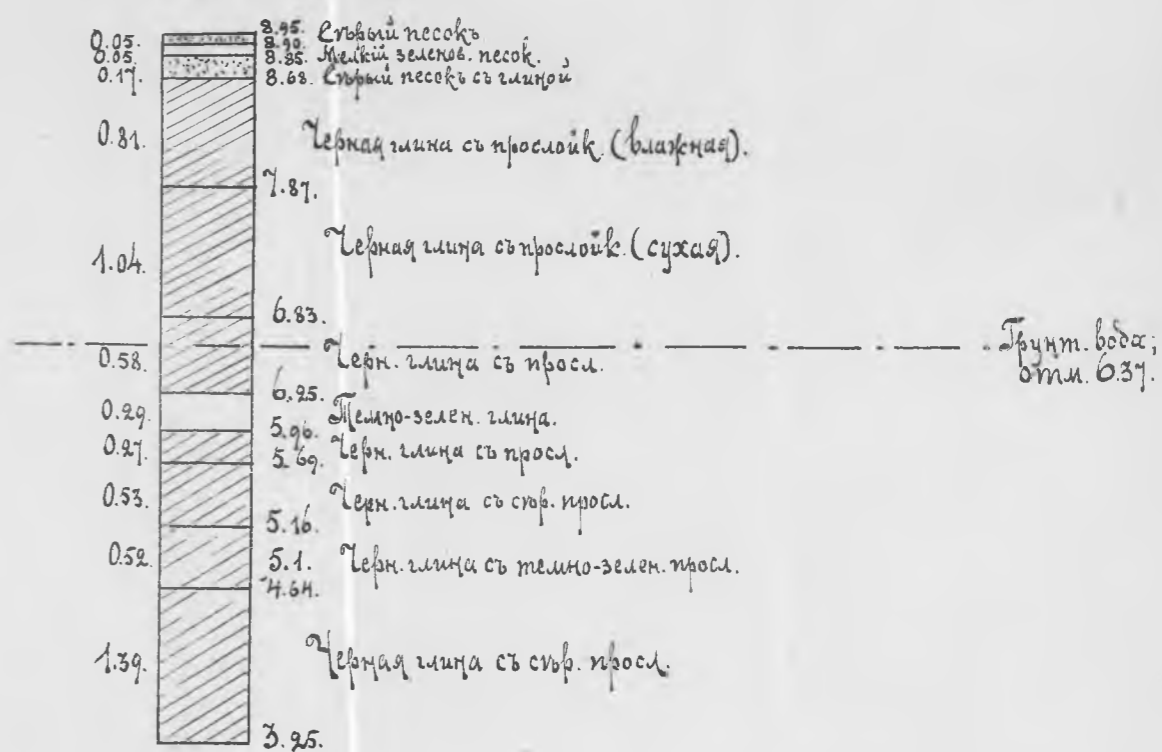 0.05. 8.95. Сѣрый песокъ
0.05. 8.90. Мелкій зеленов. песок.
0.17. 8.85. Сѣрый песокъ съ глиной
8.68.
0.81. Черная глина съ прослойк. (влажная).
7.87.
1.04. Черная глина съ прослойк. (сухая).
6.83.
Грунт. вода;
отм. 6.37.
0.58. Черн. глина съ просл.
6.25.
0.29. Темно-зелен. глина.
5.96.
0.27. Черн. глина съ просл.
5.69.
0.53. Черн. глина съ сѣр. просл.
5.16.
0.52. 5.1. Черн. глина съ темно-зелен. просл.
4.64.
1.39. Черная глина съ сѣр. просл.
3.25.